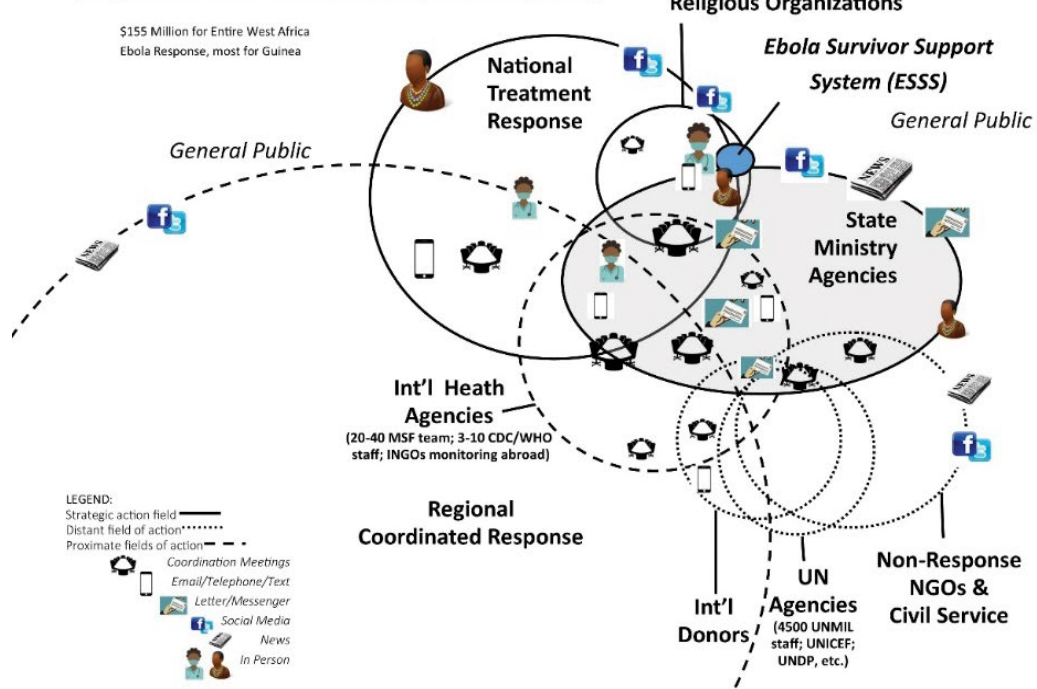 Religious Organizations
$155 Million for Entire West Africa
Ebola Response, most for Guinea
National
Treatment
Response
Ebola Survivor Support
System (ESSS)
General Public
General Public
NEWS
NEWS
State
Ministry
Agencies
Int'l Heath
Agencies
(20-40 MSF team; 3-10 CDC/WHO
staff; INGOs monitoring abroad)
NEWS
Regional
Coordinated Response
LEGEND:
Strategic action field
Distant field of action
Proximate fields of action
Coordination Meetings
Email/Telephone/Text
Letter/Messenger
Social Media
News
In Person
Int'l
Donors
UN
Agencies
(4500 UNMIL
staff; UNICEF;
UNDP, etc.)
Non-Response
NGOs &
Civil Service